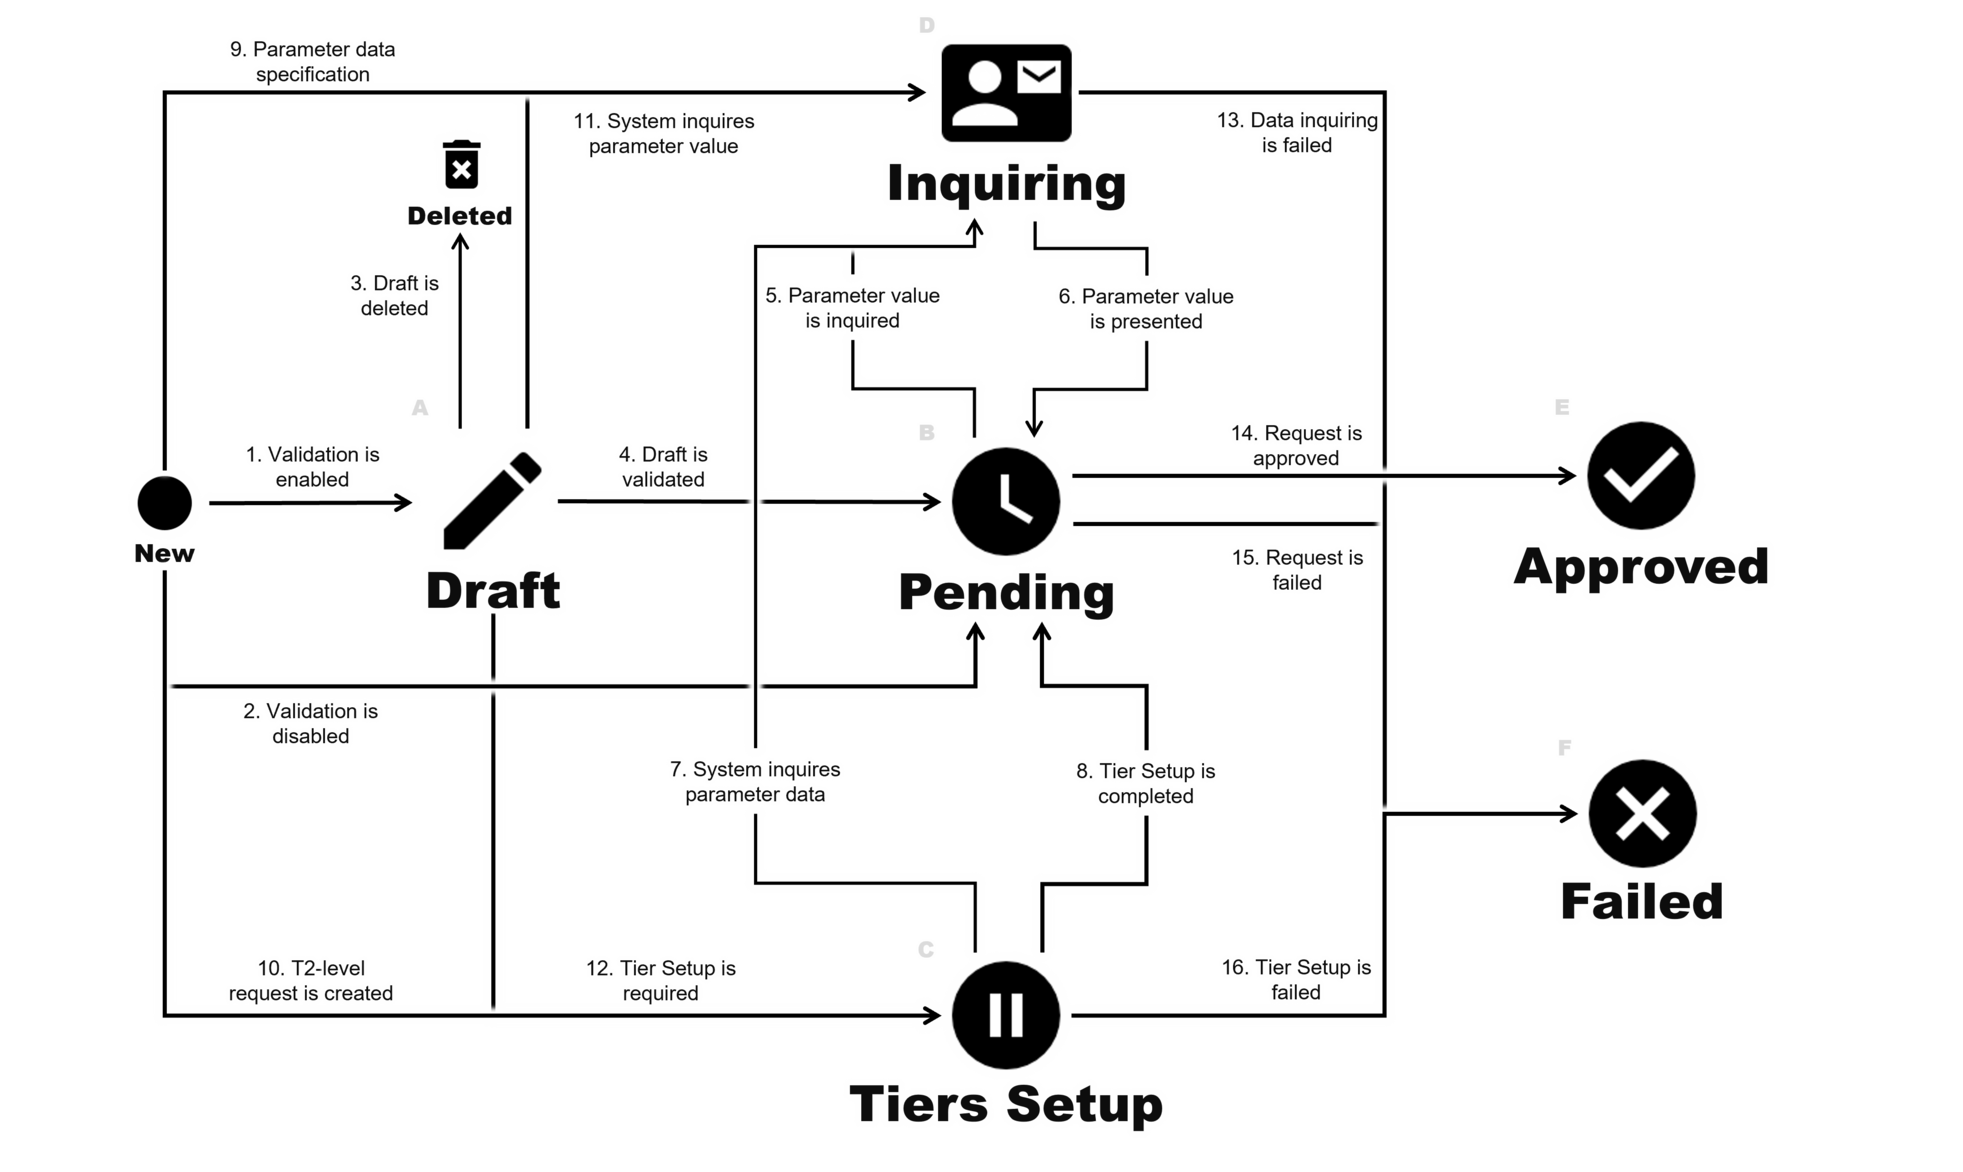 D
9. Parameter data
specification
11. System inquires
parameter value
13. Data inquiring
is failed
Inquiring
Deleted
3. Draft is
deleted
5. Parameter value
is inquired
6. Parameter value
is presented
A
B
E
1. Validation is
enabled
4. Draft is
validated
14. Request is
approved
New
Draft
Pending
15. Request is
failed
Approved
2. Validation is
disabled
7. System inquires
parameter data
8. Tier Setup is
completed
F
Failed
C
10. T2-level
request is created
12. Tier Setup is
required
16. Tier Setup is
failed
Tiers Setup